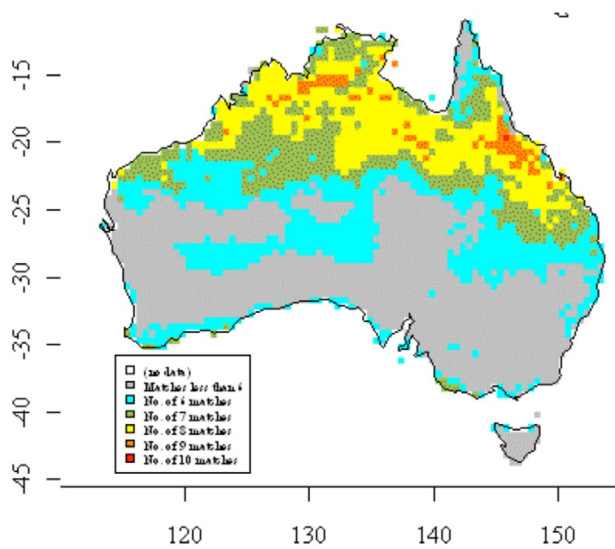 -15
-20
-25
-30
-35
-40
-45
(no data)
Matches less than 6
No. of 6 matches
No. of 7 matches
No. of 8 matches
No. of 9 matches
No. of 10 matches
120 130 140 150